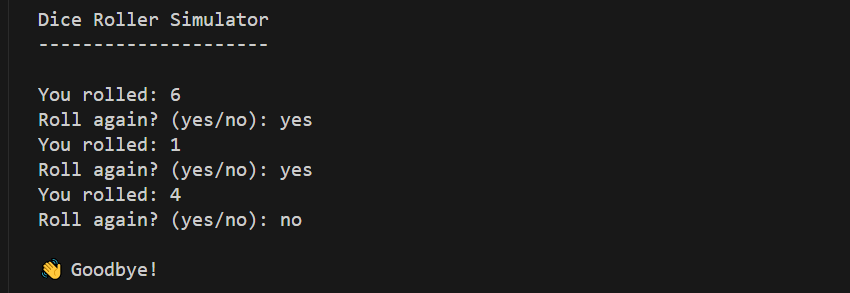 Dice Roller Simulator
---------------------
You rolled: 6
Roll again? (yes/no): yes
You rolled: 1
Roll again? (yes/no): yes
You rolled: 4
Roll again? (yes/no): no
👋 Goodbye!